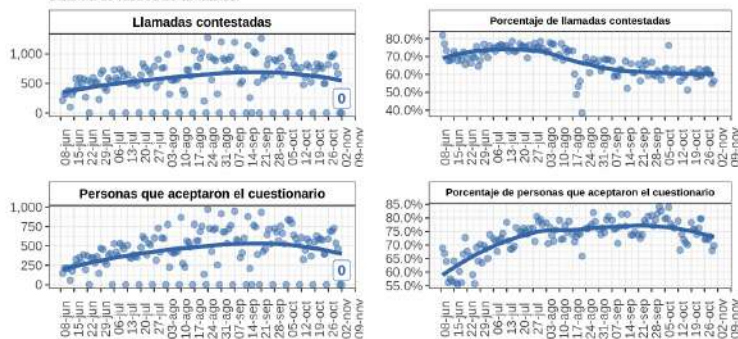 Llamadas contestadas
1,000
500
0
0
08-jun
15-jun
22-jun
29-jun
06-jul
13-jul
20-jul
27-jul
03-ago
10-ago
17-ago
24-ago
31-ago
07-sep
14-sep
21-sep
28-sep
05-oct
12-oct
19-oct
26-oct
02-nov
09-nov
Porcentaje de llamadas contestadas
80.0%
70.0%
60.0%
50.0%
40.0%
08-jun
15-jun
22-jun
29-jun
06-jul
13-jul
20-jul
27-jul
03-ago
10-ago
17-ago
24-ago
31-ago
07-sep
14-sep
21-sep
28-sep
05-oct
12-oct
19-oct
26-oct
02-nov
09-nov
Personas que aceptaron el cuestionario
1,000
750
500
250
0
0
08-jun
15-jun
22-jun
29-jun
06-jul
13-jul
20-jul
27-jul
03-ago
10-ago
17-ago
24-ago
31-ago
07-sep
14-sep
21-sep
28-sep
05-oct
12-oct
19-oct
26-oct
02-nov
09-nov
Porcentaje de personas que aceptaron el cuestionario
85.0%
80.0%
75.0%
70.0%
65.0%
60.0%
55.0%
08-jun
15-jun
22-jun
29-jun
06-jul
13-jul
20-jul
27-jul
03-ago
10-ago
17-ago
24-ago
31-ago
07-sep
14-sep
21-sep
28-sep
05-oct
12-oct
19-oct
26-oct
02-nov
09-nov